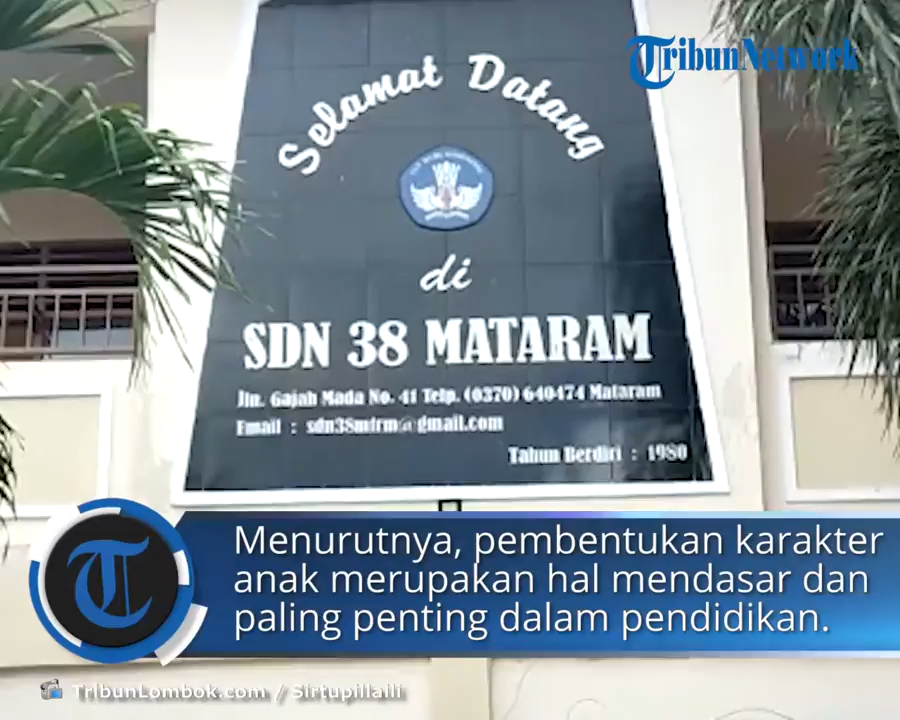 TribunNetwork
Selamat Datang
di
SDN 38 MATARAM
Jln. Gajah Mada No. 41 Telp. (0370) 640474 Mataram
Email : sdn38mtrm@gmail.com
Tahun Berdiri : 1980
Menurutnya, pembentukan karakter
anak merupakan hal mendasar dan
paling penting dalam pendidikan.
TribunLombok.com / Sirtupillaili